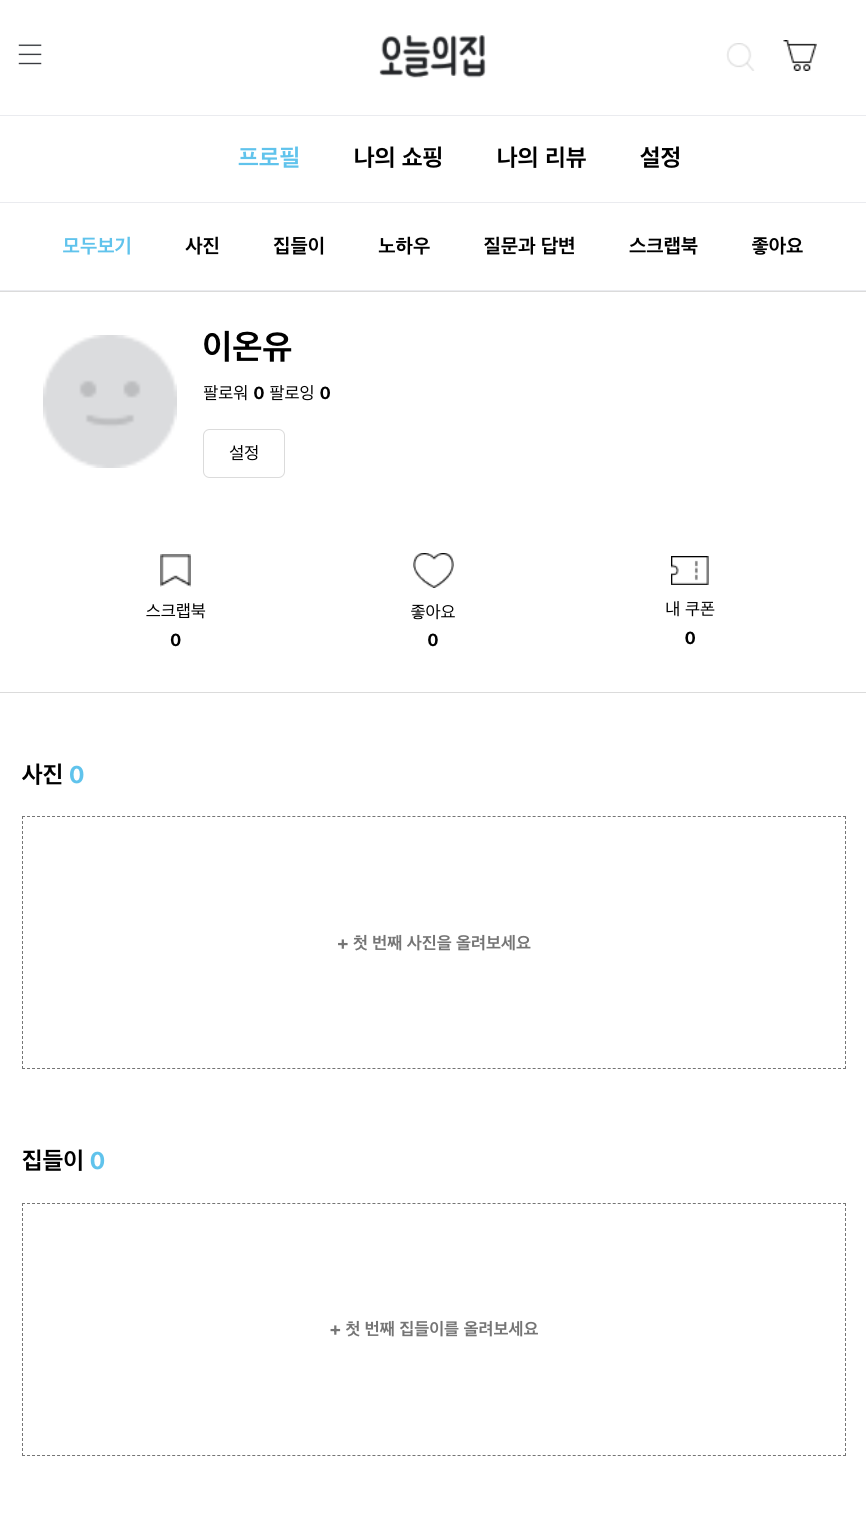 오늘의집
프로필 나의 쇼핑 나의 리뷰 설정
모두보기 사진 집들이 노하우 질문과 답변 스크랩북 좋아요
이온유
팔로워 0 팔로잉 0
설정
스크랩북 좋아요 내 쿠폰
0 0 0
사진 0
+ 첫 번째 사진을 올려보세요
집들이 0
+ 첫 번째 집들이를 올려보세요